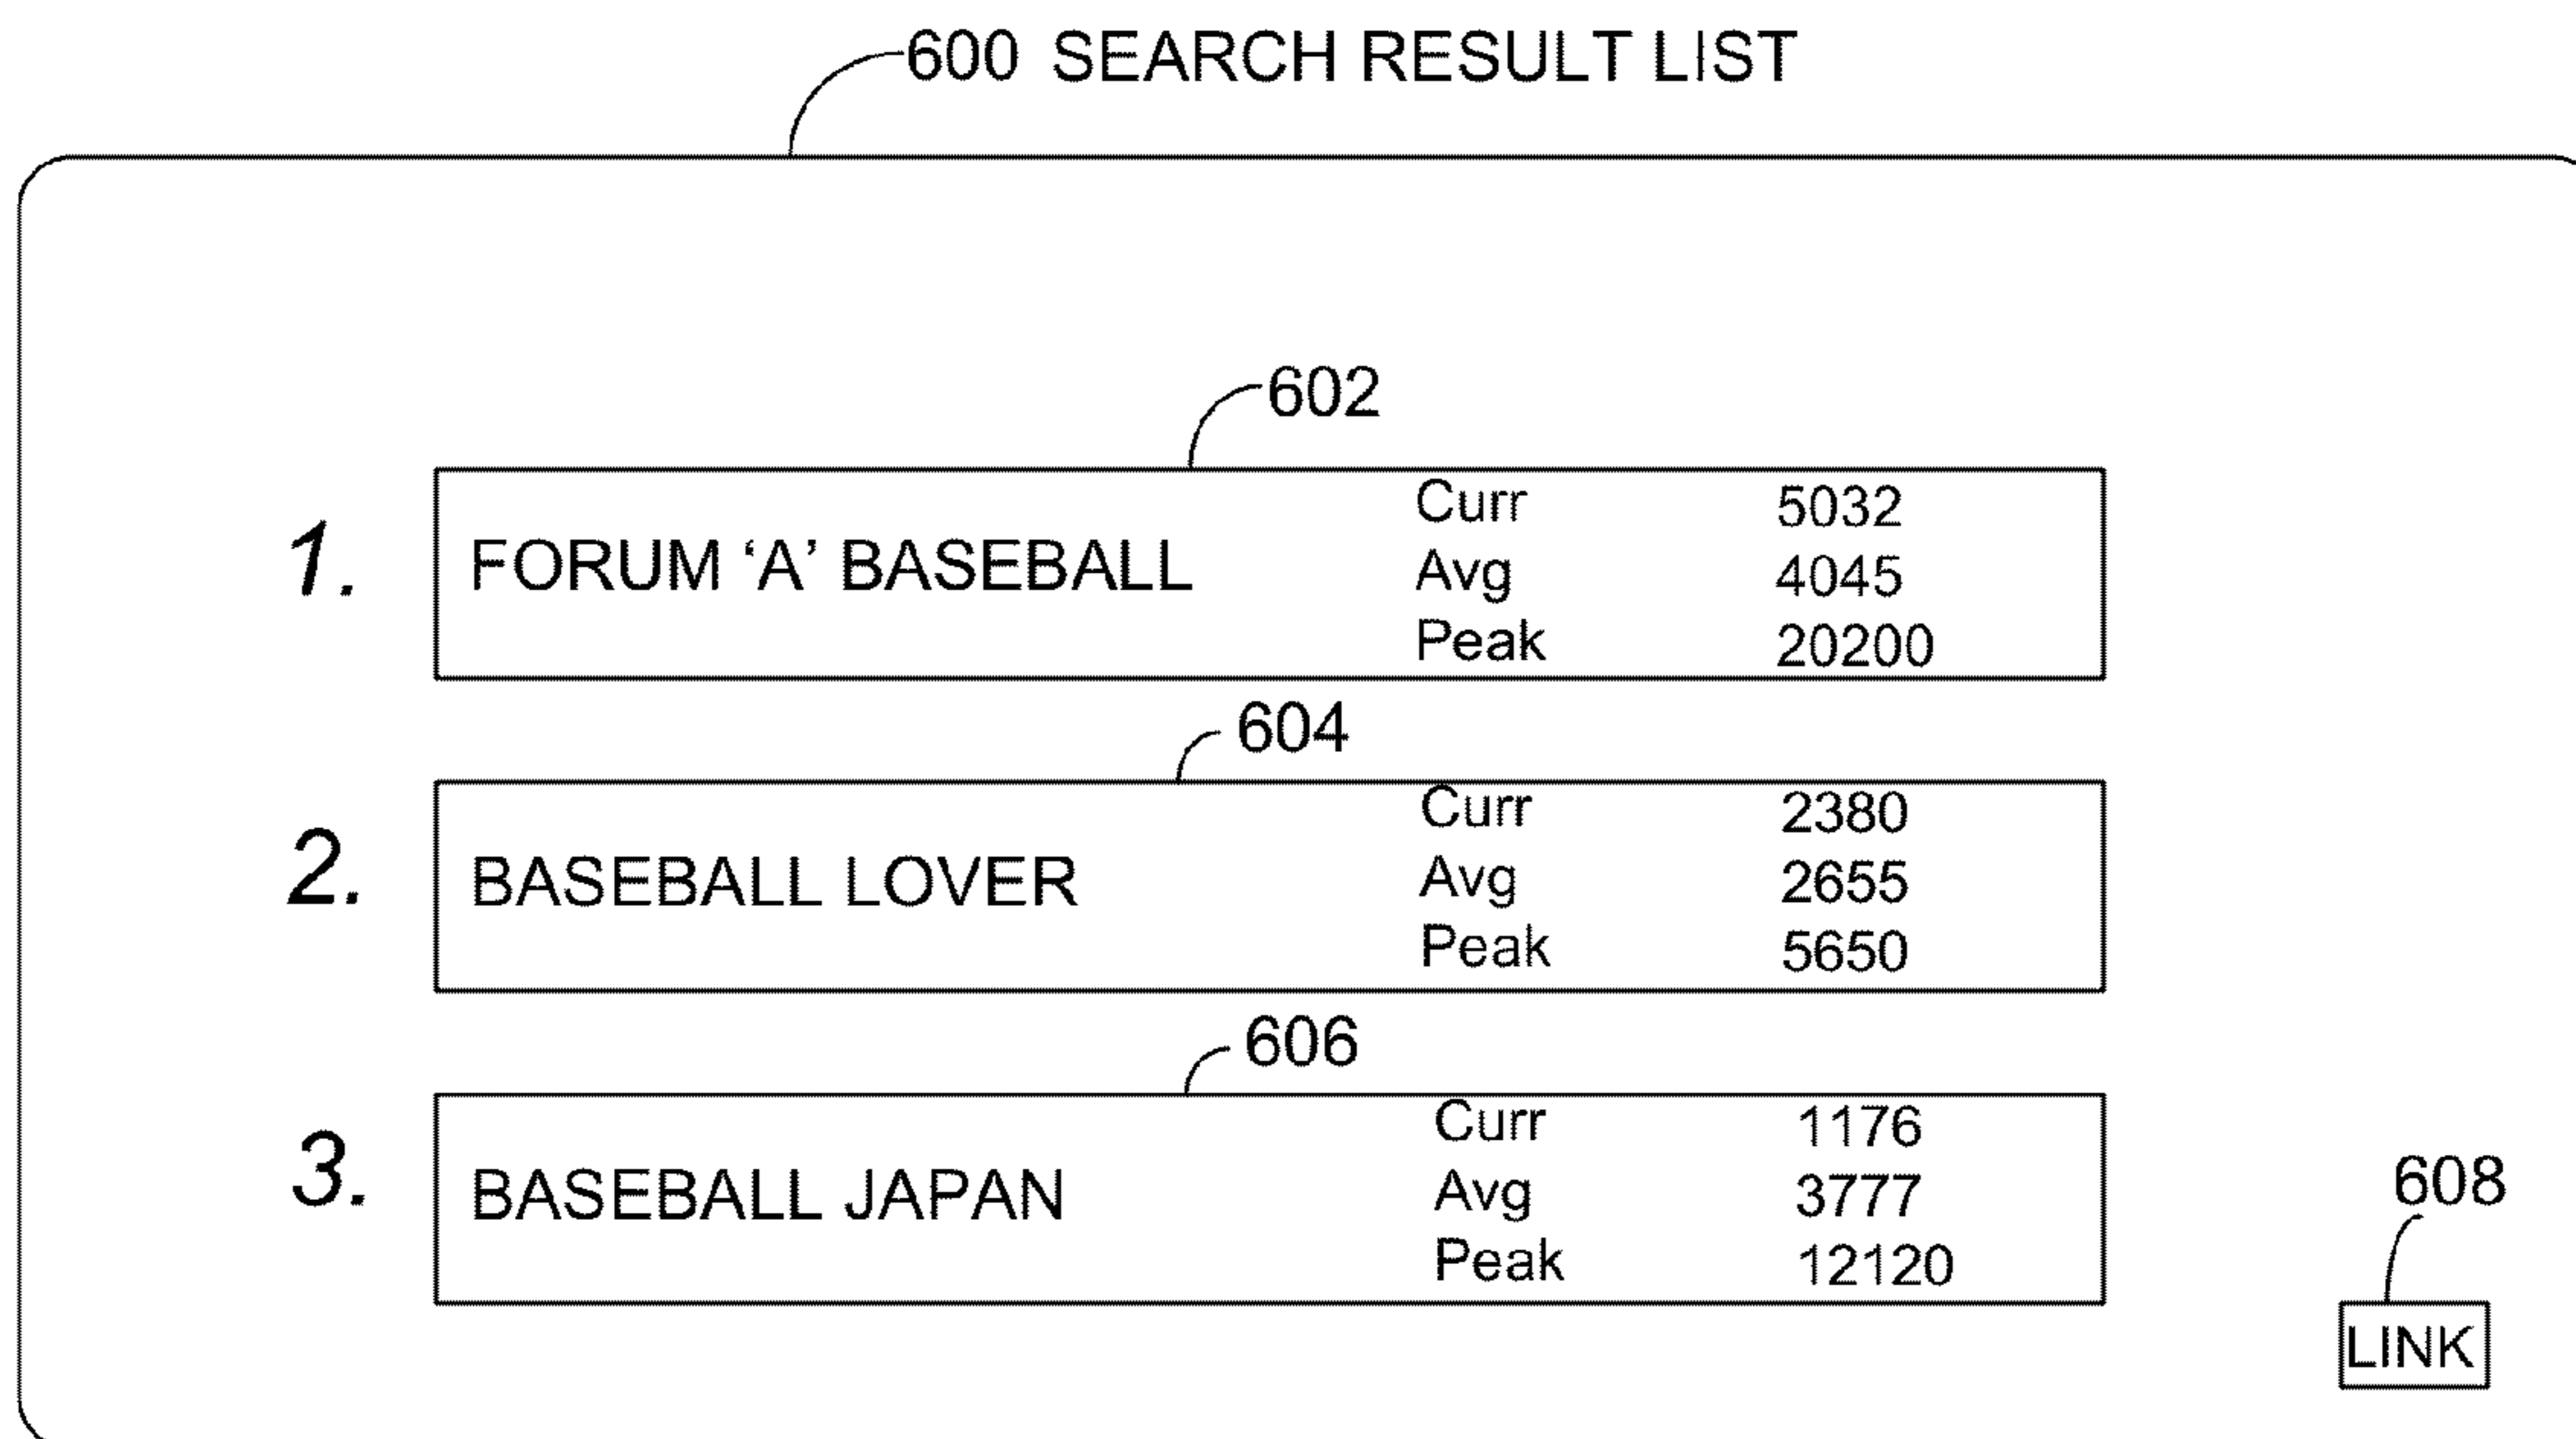 600 SEARCH RESULT LIST
602
1.
FORUM ‘A’ BASEBALL
Curr 5032
Avg 4045
Peak 20200
604
2.
BASEBALL LOVER
Curr 2380
Avg 2655
Peak 5650
606
3.
BASEBALL JAPAN
Curr 1176
Avg 3777
Peak 12120
608
LINK